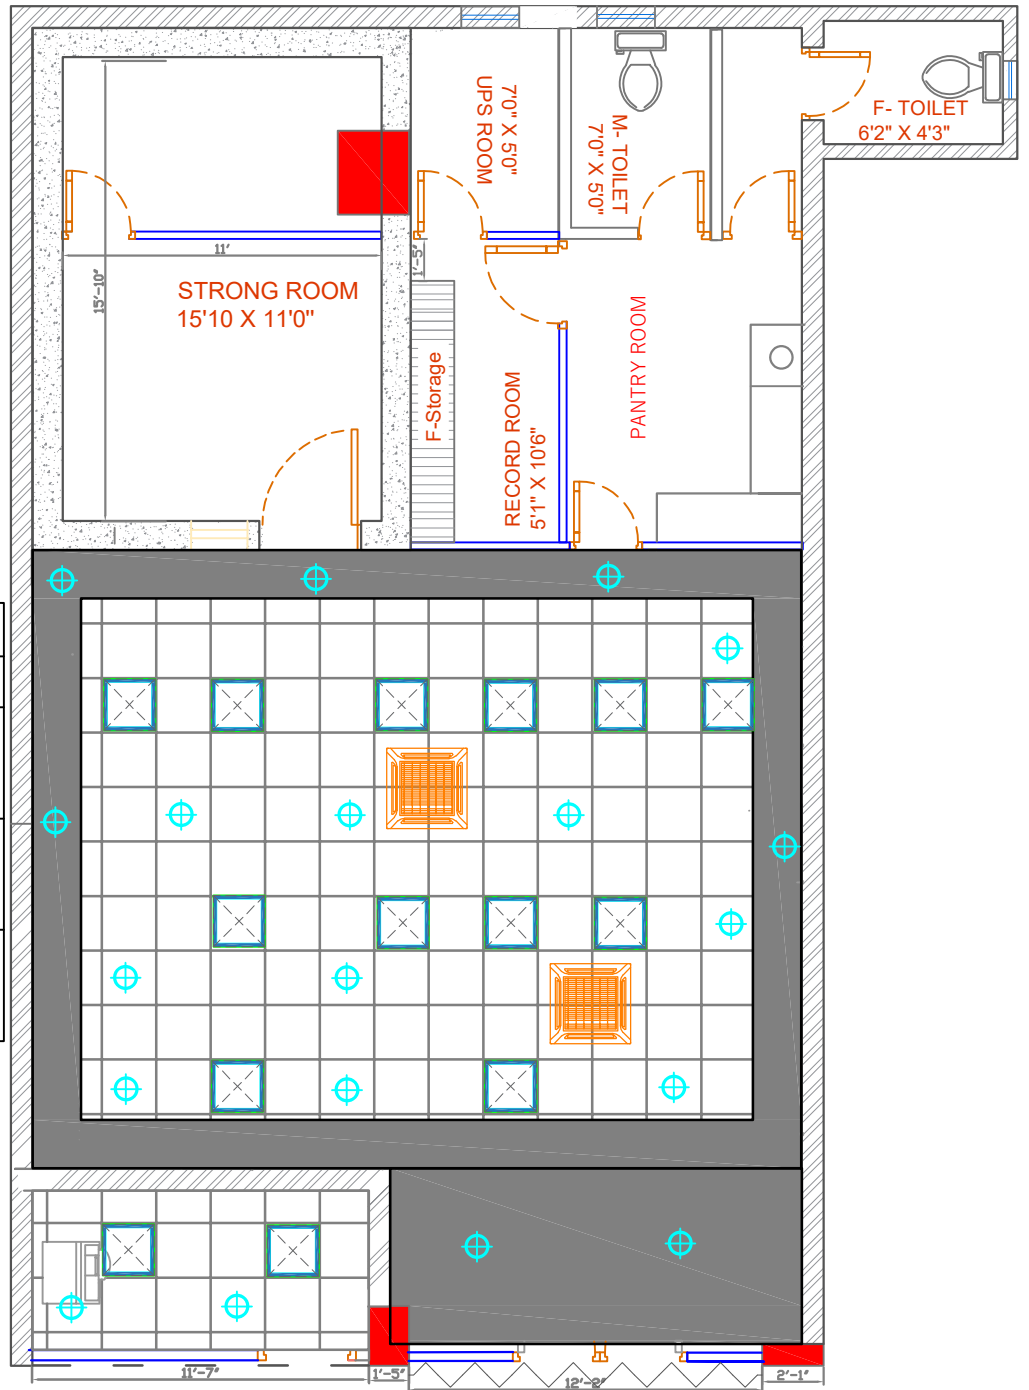 F- TOILET
6'2" X 4'3"
7'0" X 5'0"
UPS ROOM
M- TOILET
7'0" X 5'0"
11'
15'-10"
STRONG ROOM
15'10 X 11'0"
1'-5"
F-Storage
RECORD ROOM
5'1" X 10'6"
PANTRY ROOM
11'-7"
1'-5"
12'-2"
2'-1"